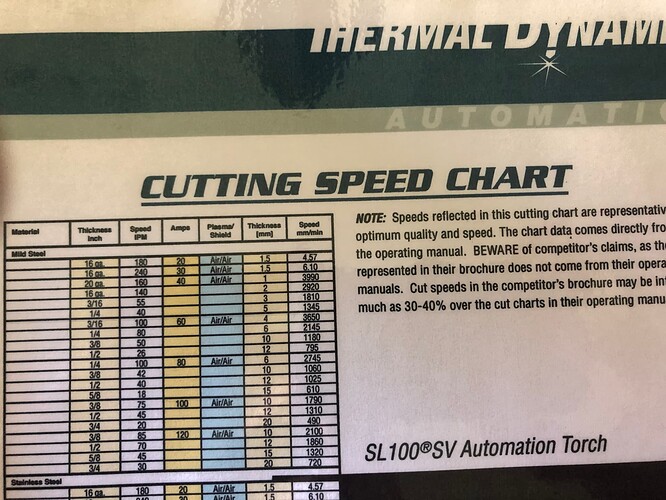 THERMAL DYNAMI
AUTOMATIO
CUTTING SPEED CHART
Material Thickness Inch Speed IPM Amps Plasma/ Shield Thickness [mm] Speed mm/min
Mild Steel
16 ga. 180 20 Air/Air 1.5 4.57
16 ga. 240 30 Air/Air 1.5 6.10
20 ga. 160 40 Air/Air 1 3990
16 ga. 140 2 2920
3/16 55 3 1810
1/4 40 5 1345
3/16 100 60 Air/Air 4 3650
1/4 80 6 2145
3/8 50 10 1180
1/2 26 12 795
1/4 100 80 Air/Air 6 2745
3/8 42 10 1060
1/2 40 12 1025
5/8 18 15 610
3/8 75 100 Air/Air 10 1790
1/2 45 12 1310
3/4 20 20 490
3/8 85 120 Air/Air 10 2100
1/2 70 12 1860
5/8 45 15 1320
3/4 30 20 720
Stainless Steel
16 ga. 180 20 Air/Air 1.5 4.57
240 30 Air/Air 1.5 6.10
NOTE: Speeds reflected in this cutting chart are representativ
optimum quality and speed. The chart data comes directly fro
the operating manual. BEWARE of competitor's claims, as the
represented in their brochure does not come from their opera
manuals. Cut speeds in the competitor's brochure may be in
much as 30-40% over the cut charts in their operating manu
SL100®SV Automation Torch